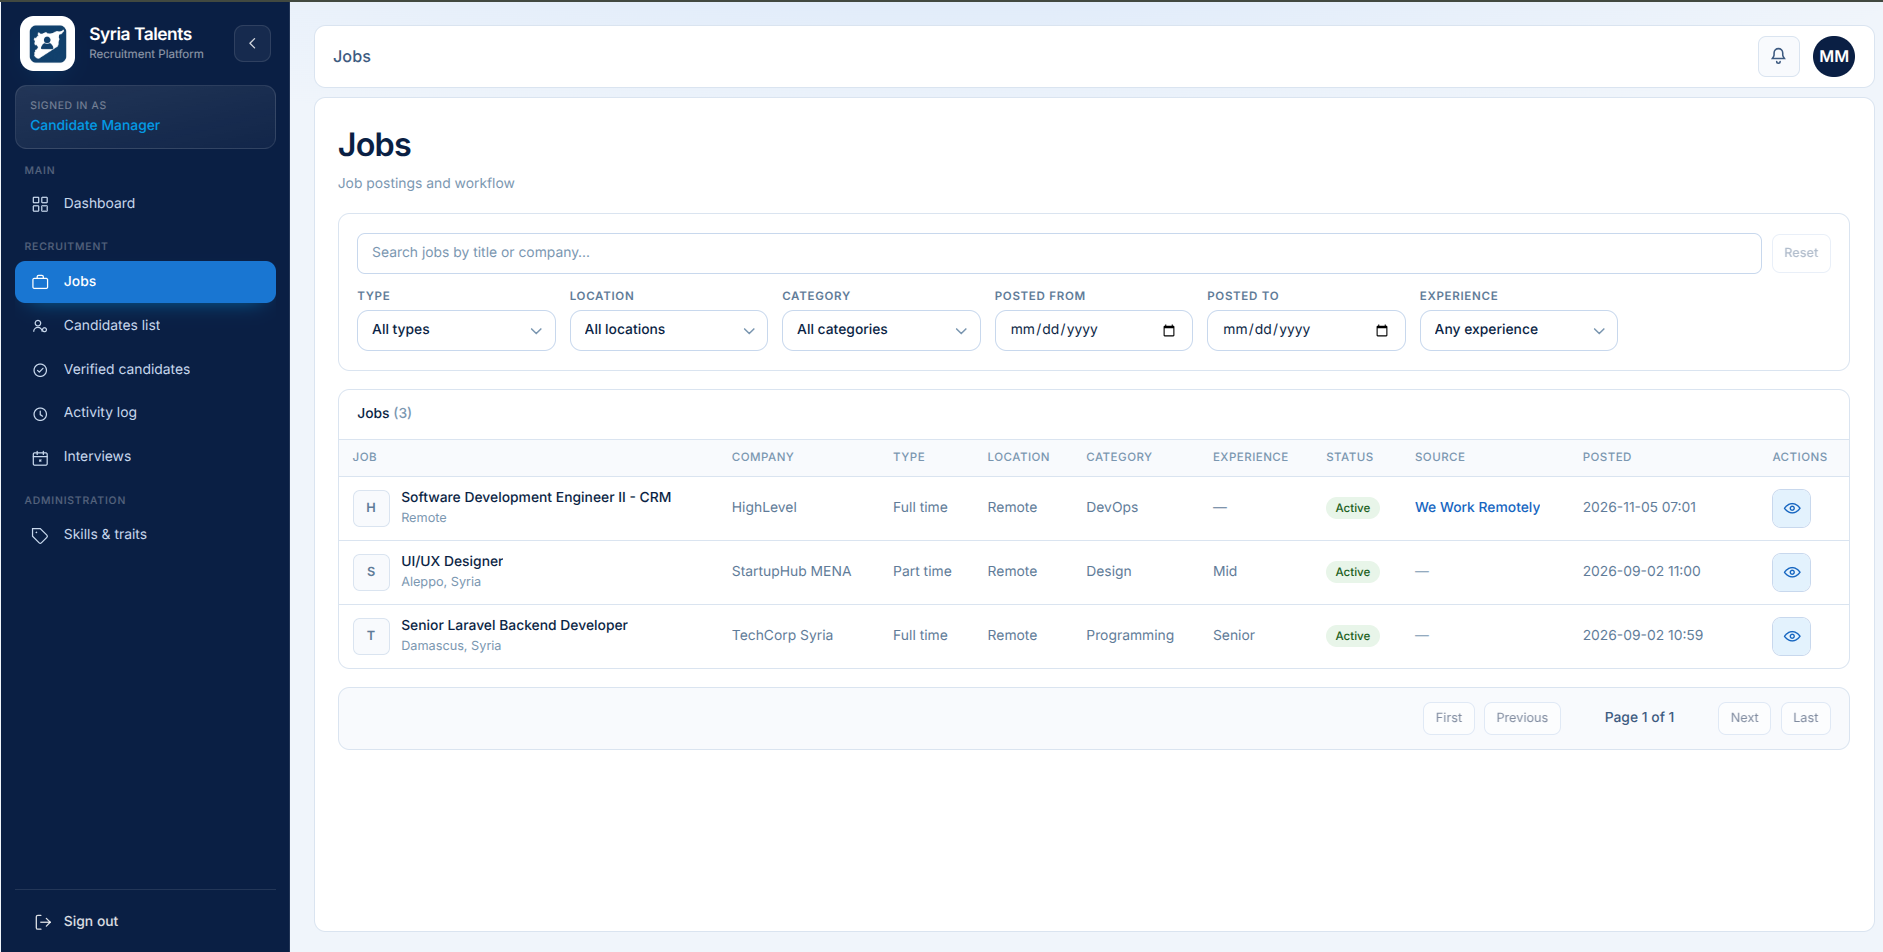 Syria Talents
Recruitment Platform
SIGNED IN AS
Candidate Manager
MAIN
Dashboard
RECRUITMENT
Jobs
Candidates list
Verified candidates
Activity log
Interviews
ADMINISTRATION
Skills & traits
Sign out
Jobs
MM
Jobs
Job postings and workflow
Search jobs by title or company...
Reset
TYPE LOCATION CATEGORY POSTED FROM POSTED TO EXPERIENCE
All types All locations All categories mm/dd/yyyy mm/dd/yyyy Any experience
Jobs (3)
JOB COMPANY TYPE LOCATION CATEGORY EXPERIENCE STATUS SOURCE POSTED ACTIONS
H Software Development Engineer II - CRM HighLevel Full time Remote DevOps — Active We Work Remotely 2026-11-05 07:01
Remote
S UI/UX Designer StartupHub MENA Part time Remote Design Mid Active — 2026-09-02 11:00
Aleppo, Syria
T Senior Laravel Backend Developer TechCorp Syria Full time Remote Programming Senior Active — 2026-09-02 10:59
Damascus, Syria
First Previous Page 1 of 1 Next Last